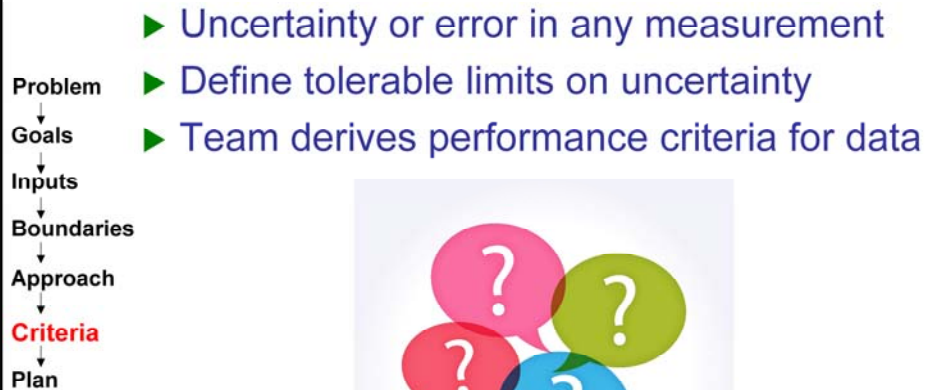 Uncertainty or error in any measurement
Define tolerable limits on uncertainty
Team derives performance criteria for data
Problem
Goals
Inputs
Boundaries
Approach
Criteria
Plan
?
?
?
?